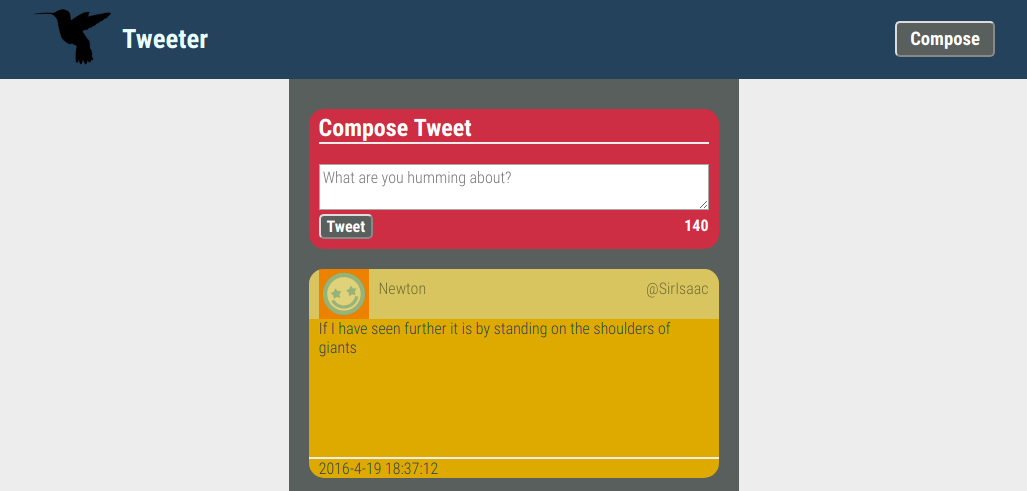 Tweeter
Compose
Compose Tweet
What are you humming about?
Tweet
140
Newton
@SirIsaac
If I have seen further it is by standing on the shoulders of
giants
2016-4-19 18:37:12